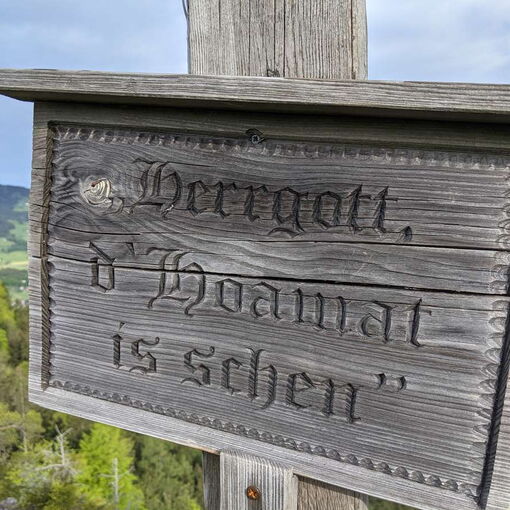 „Herrgott,
d' Hoamat
is schen”